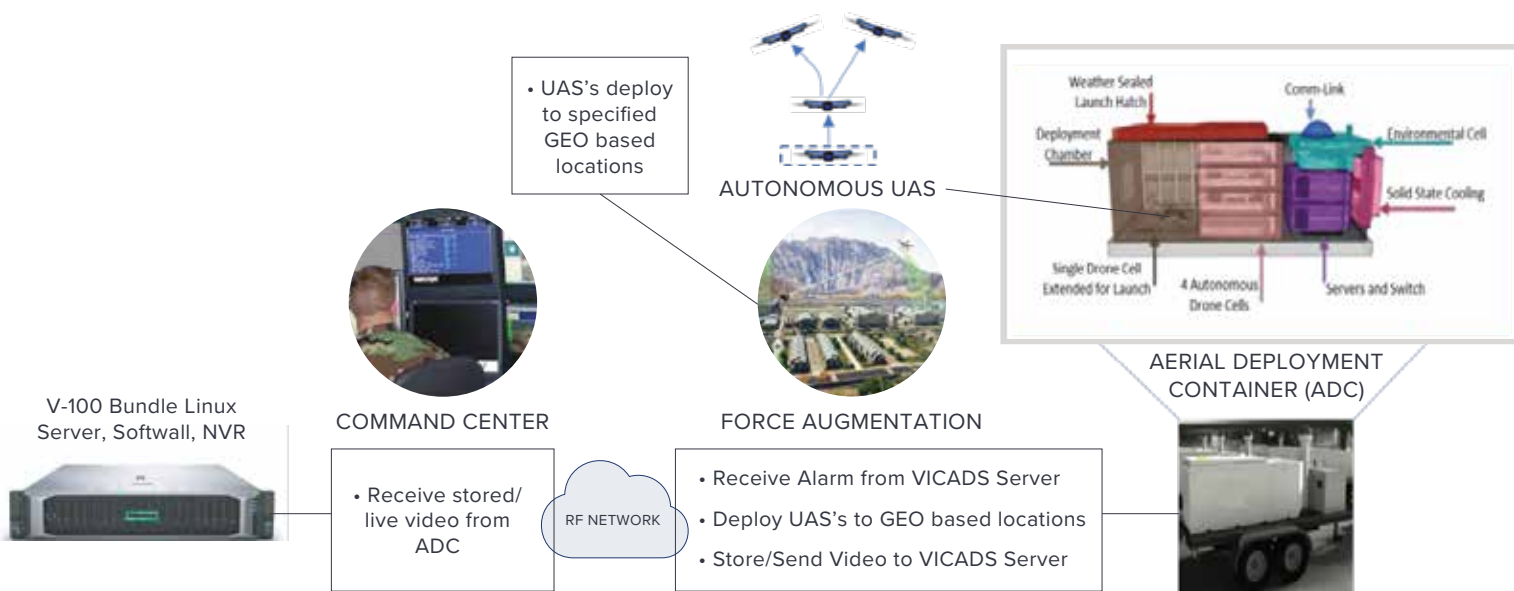 • UAS's deploy
to specified
GEO based
locations
AUTONOMOUS UAS
Weather Sealed
Launch Hatch
Comm-Link
Deployment
Chamber
Environmental Cell
Solid State Cooling
Single Drone Cell
Extended for Launch
4 Autonomous
Drone Cells
Servers and Switch
AERIAL DEPLOYMENT
CONTAINER (ADC)
V-100 Bundle Linux
Server, Softwall, NVR
COMMAND CENTER
FORCE AUGMENTATION
• Receive stored/
live video from
ADC
RF NETWORK
• Receive Alarm from VICADS Server
• Deploy UAS's to GEO based locations
• Store/Send Video to VICADS Server